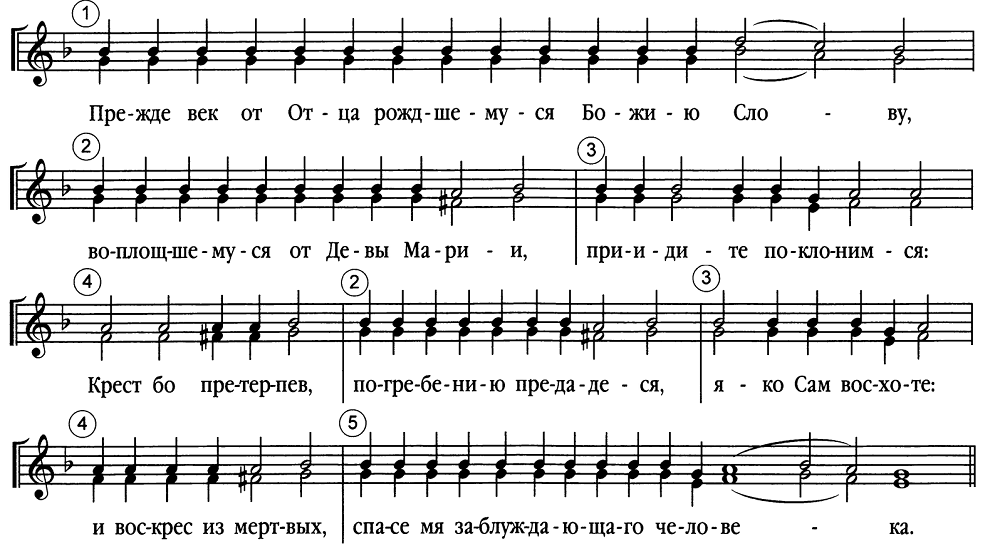 1
Пре-жде век от От-ца рожд-ше-му-ся Бо-жи-ю Сло - ву,
2 3
во-площ-ше-му-ся от Де-вы Ма-ри-и, при-и-ди-те по-кло-ним-ся:
4 2 3
Крест бо пре-тер-пев, по-гре-бе-ни-ю пре-да-де-ся, я-ко Сам вос-хо-те:
4 5
и вос-крес из мерт-вых, спа-се мя за-блуж-да-ю-ща-го че-ло-ве - ка.